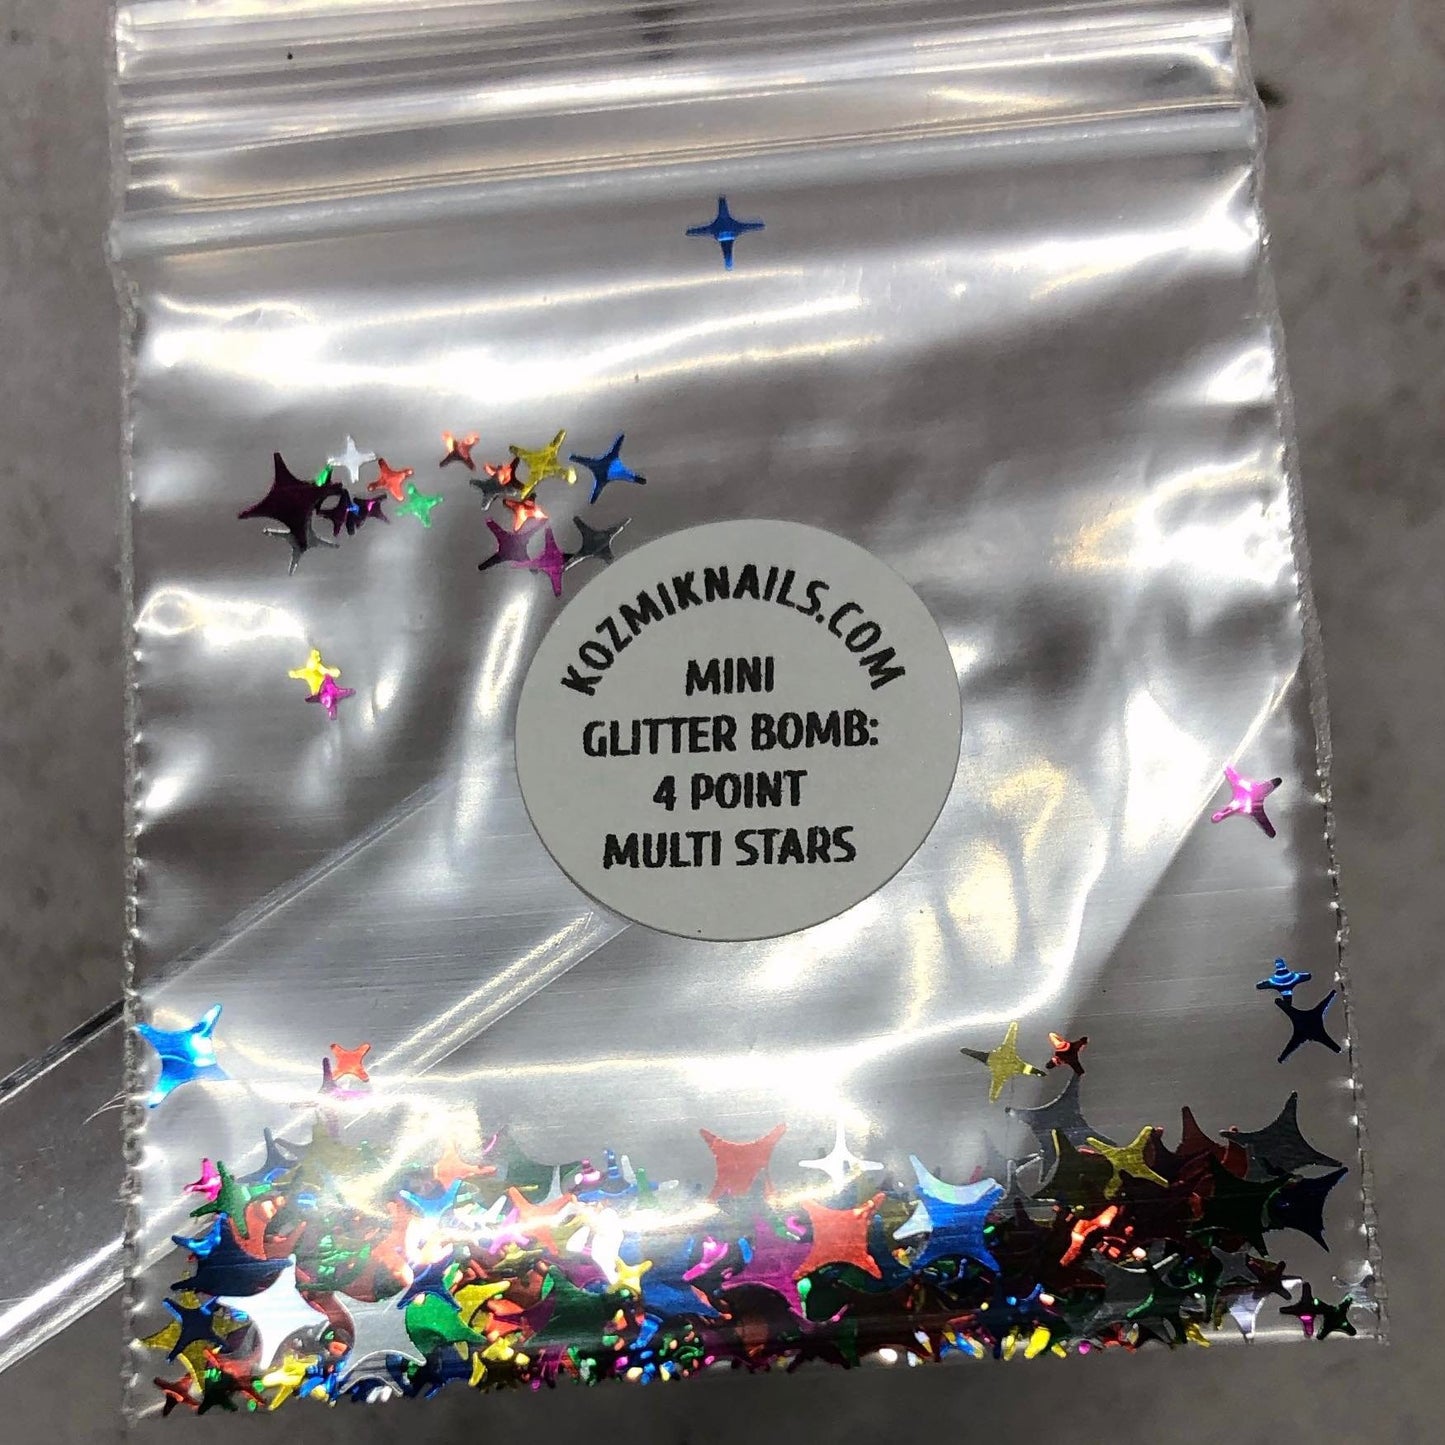 KOZMIKNAILS.COM
MINI
GLITTER BOMB:
4 POINT
MULTI STARS